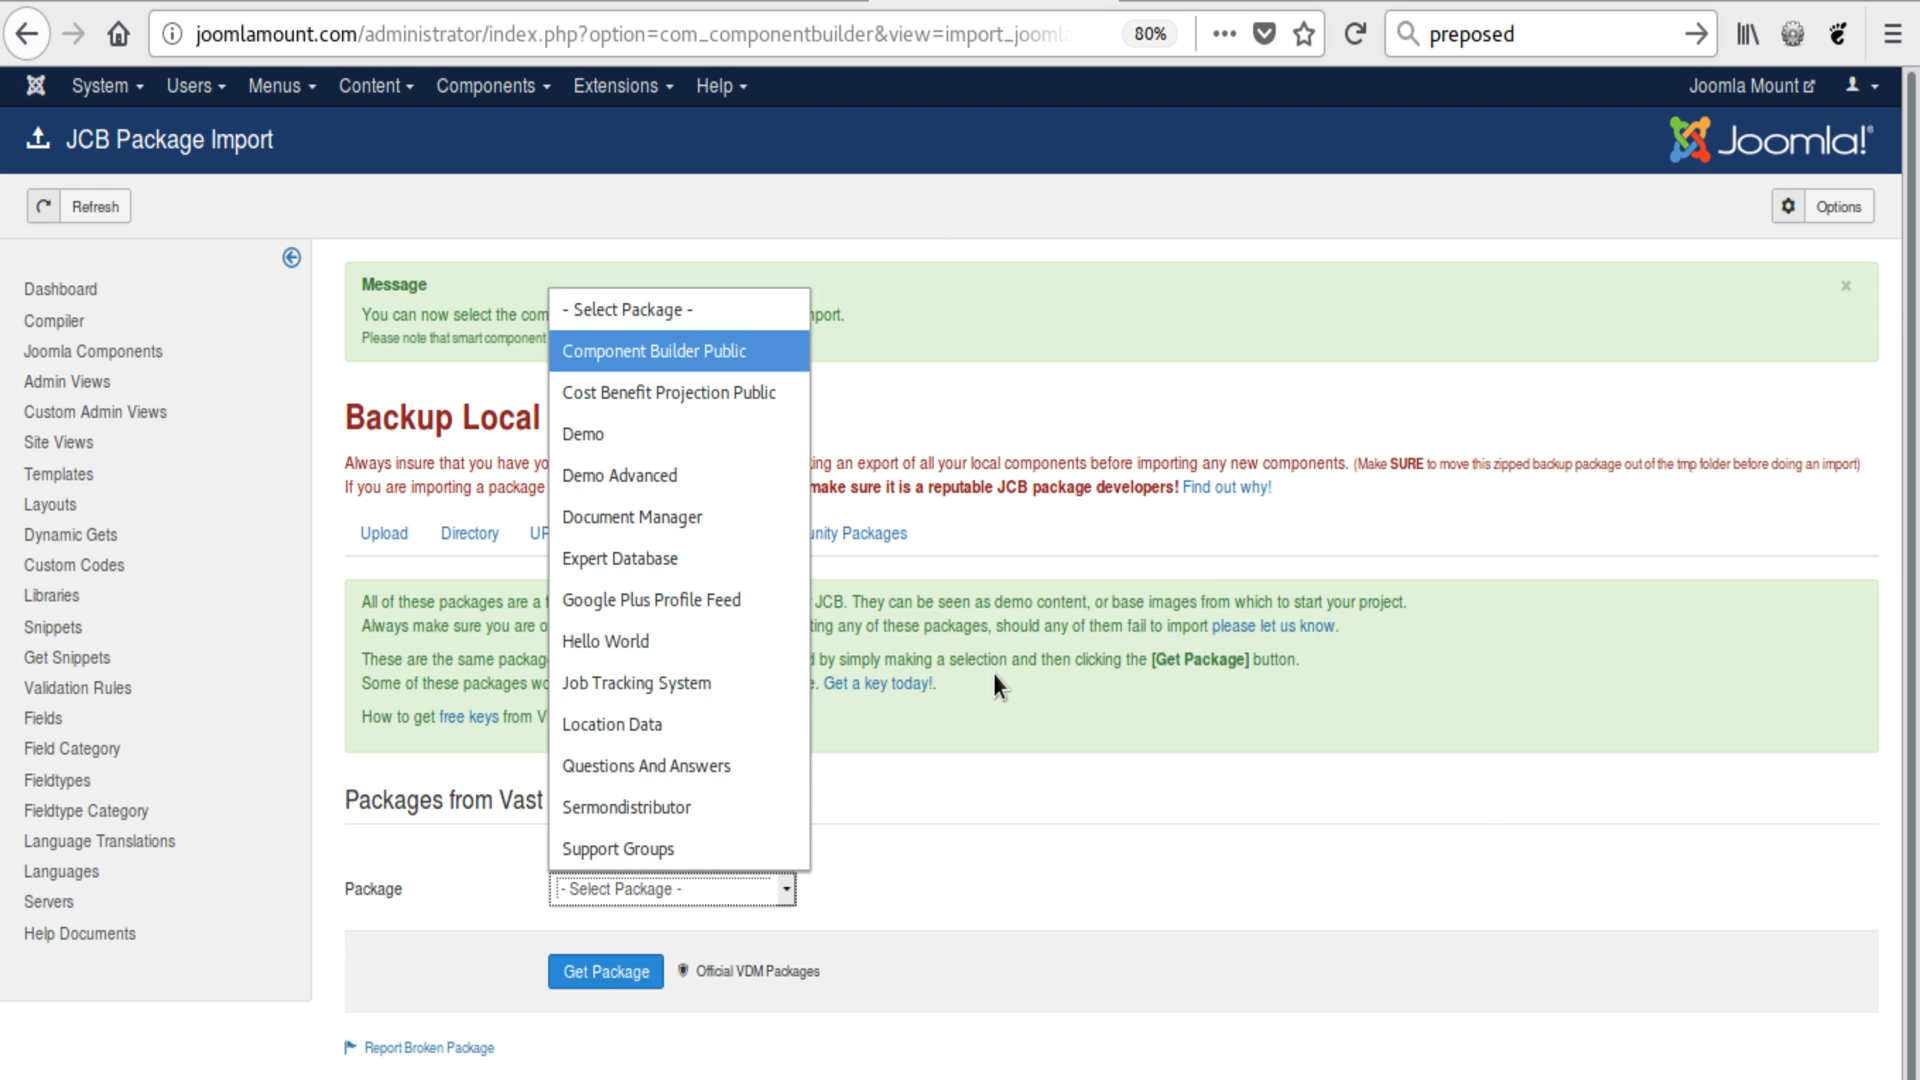 joomlamount.com/administrator/index.php?option=com_componentbuilder&view=import_joomla
80%
preposed
System Users Menus Content Components Extensions Help
Joomla Mount
JCB Package Import
Joomla!®
Refresh
Options
Dashboard
Compiler
Joomla Components
Admin Views
Custom Admin Views
Site Views
Templates
Layouts
Dynamic Gets
Custom Codes
Libraries
Snippets
Get Snippets
Validation Rules
Fields
Field Category
Fieldtypes
Fieldtype Category
Language Translations
Languages
Servers
Help Documents
Message
×
You can now select the com
port.
Please note that smart component
Backup Local
Always insure that you have yo
ing an export of all your local components before importing any new components. (Make SURE to move this zipped backup package out of the tmp folder before doing an import)
If you are importing a package
make sure it is a reputable JCB package developers! Find out why!
Upload Directory UR
unity Packages
All of these packages are a f
JCB. They can be seen as demo content, or base images from which to start your project.
Always make sure you are o
ting any of these packages, should any of them fail to import please let us know.
These are the same packag
d by simply making a selection and then clicking the [Get Package] button.
Some of these packages wo
e. Get a key today!.
How to get free keys from V
Packages from Vast
- Select Package -
Component Builder Public
Cost Benefit Projection Public
Demo
Demo Advanced
Document Manager
Expert Database
Google Plus Profile Feed
Hello World
Job Tracking System
Location Data
Questions And Answers
Sermondistributor
Support Groups
Package
- Select Package -
Get Package
Official VDM Packages
Report Broken Package